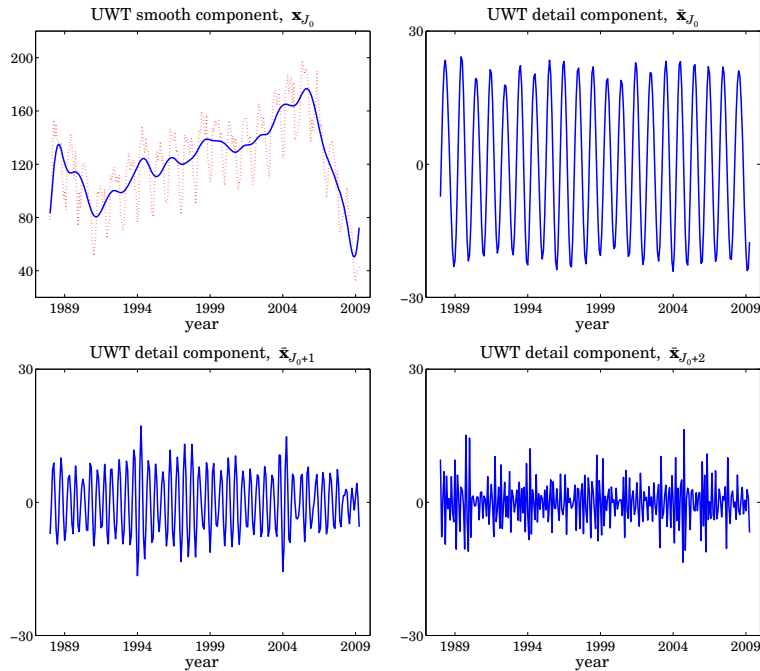 UWT smooth component, 𝐱_{J_0}
220
200
160
120
80
40
1989 1994 1999 2004 2009
year
UWT detail component, x̄_{J_0}
30
0
−30
1989 1994 1999 2004 2009
year
UWT detail component, x̄_{J_0+1}
30
0
−30
1989 1994 1999 2004 2009
year
UWT detail component, x̄_{J_0+2}
30
0
−30
1989 1994 1999 2004 2009
year